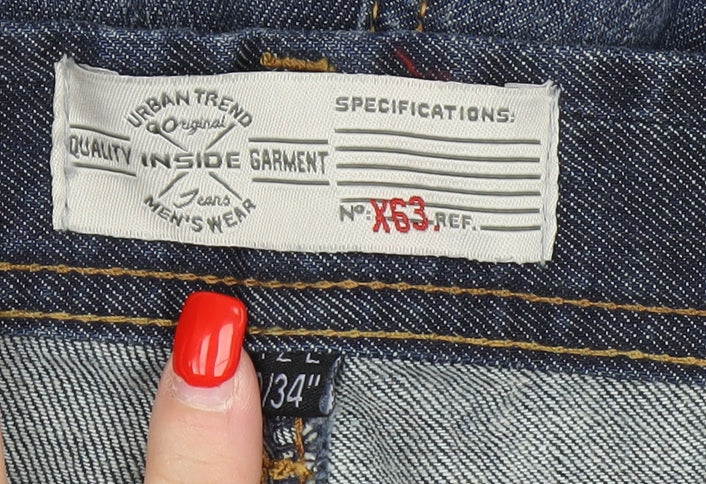 URBAN TREND
Original
QUALITY INSIDE GARMENT
Jeans
MEN'S WEAR
SPECIFICATIONS:
Nº: X63. REF.
/34"